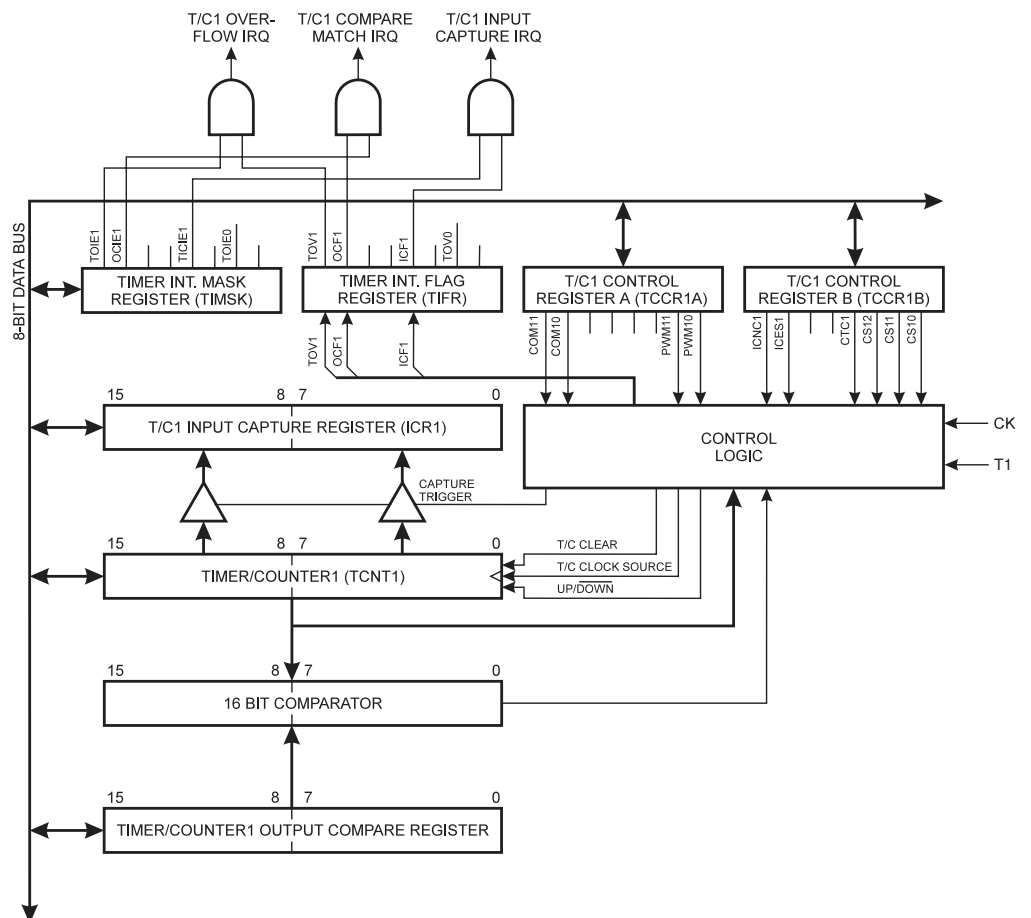 T/C1 OVER-
FLOW IRQ
T/C1 COMPARE
MATCH IRQ
T/C1 INPUT
CAPTURE IRQ
8-BIT DATA BUS
TOIE1
OCIE1
TICIE1
TOIE0
TOV1
OCF1
ICF1
TOV0
TIMER INT. MASK
REGISTER (TIMSK)
TIMER INT. FLAG
REGISTER (TIFR)
T/C1 CONTROL
REGISTER A (TCCR1A)
T/C1 CONTROL
REGISTER B (TCCR1B)
TOV1
OCF1
ICF1
COM11
COM10
PWM11
PWM10
ICNC1
ICES1
CTC1
CS12
CS11
CS10
15 8 7 0
T/C1 INPUT CAPTURE REGISTER (ICR1)
CONTROL
LOGIC
CK
T1
CAPTURE
TRIGGER
15 8 7 0
TIMER/COUNTER1 (TCNT1)
T/C CLEAR
T/C CLOCK SOURCE
UP/DOWN
15 8 7 0
16 BIT COMPARATOR
15 8 7 0
TIMER/COUNTER1 OUTPUT COMPARE REGISTER